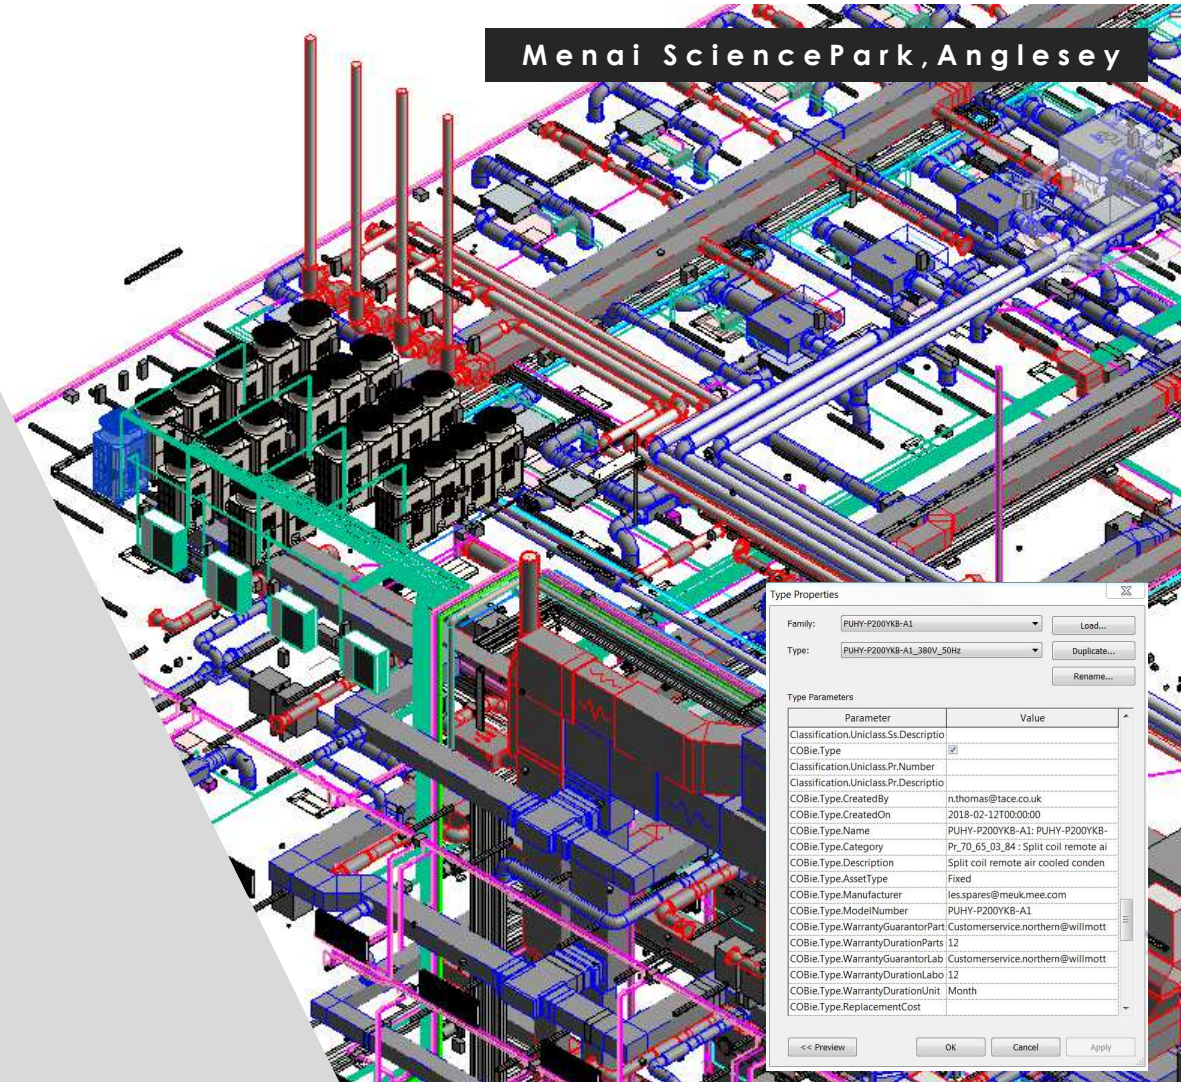 Menai SciencePark,Anglesey
Type Properties
Family: PUHY-P200YKB-A1 Load...
Type: PUHY-P200YKB-A1_380V_50Hz Duplicate...
Rename...
Type Parameters
Parameter Value
Classification.Uniclass.Ss.Descriptio
COBie.Type
Classification.Uniclass.Pr.Number
Classification.Uniclass.Pr.Descriptio
COBie.Type.CreatedBy n.thomas@tace.co.uk
COBie.Type.CreatedOn 2018-02-12T00:00:00
COBie.Type.Name PUHY-P200YKB-A1: PUHY-P200YKB-
COBie.Type.Category Pr_70_65_03_84 : Split coil remote ai
COBie.Type.Description Split coil remote air cooled conden
COBie.Type.AssetType Fixed
COBie.Type.Manufacturer les.spares@meuk.mee.com
COBie.Type.ModelNumber PUHY-P200YKB-A1
COBie.Type.WarrantyGuarantorPart Customerservice.northern@willmott
COBie.Type.WarrantyDurationParts 12
COBie.Type.WarrantyGuarantorLab Customerservice.northern@willmott
COBie.Type.WarrantyDurationLabo 12
COBie.Type.WarrantyDurationUnit Month
COBie.Type.ReplacementCost
<< Preview OK Cancel Apply